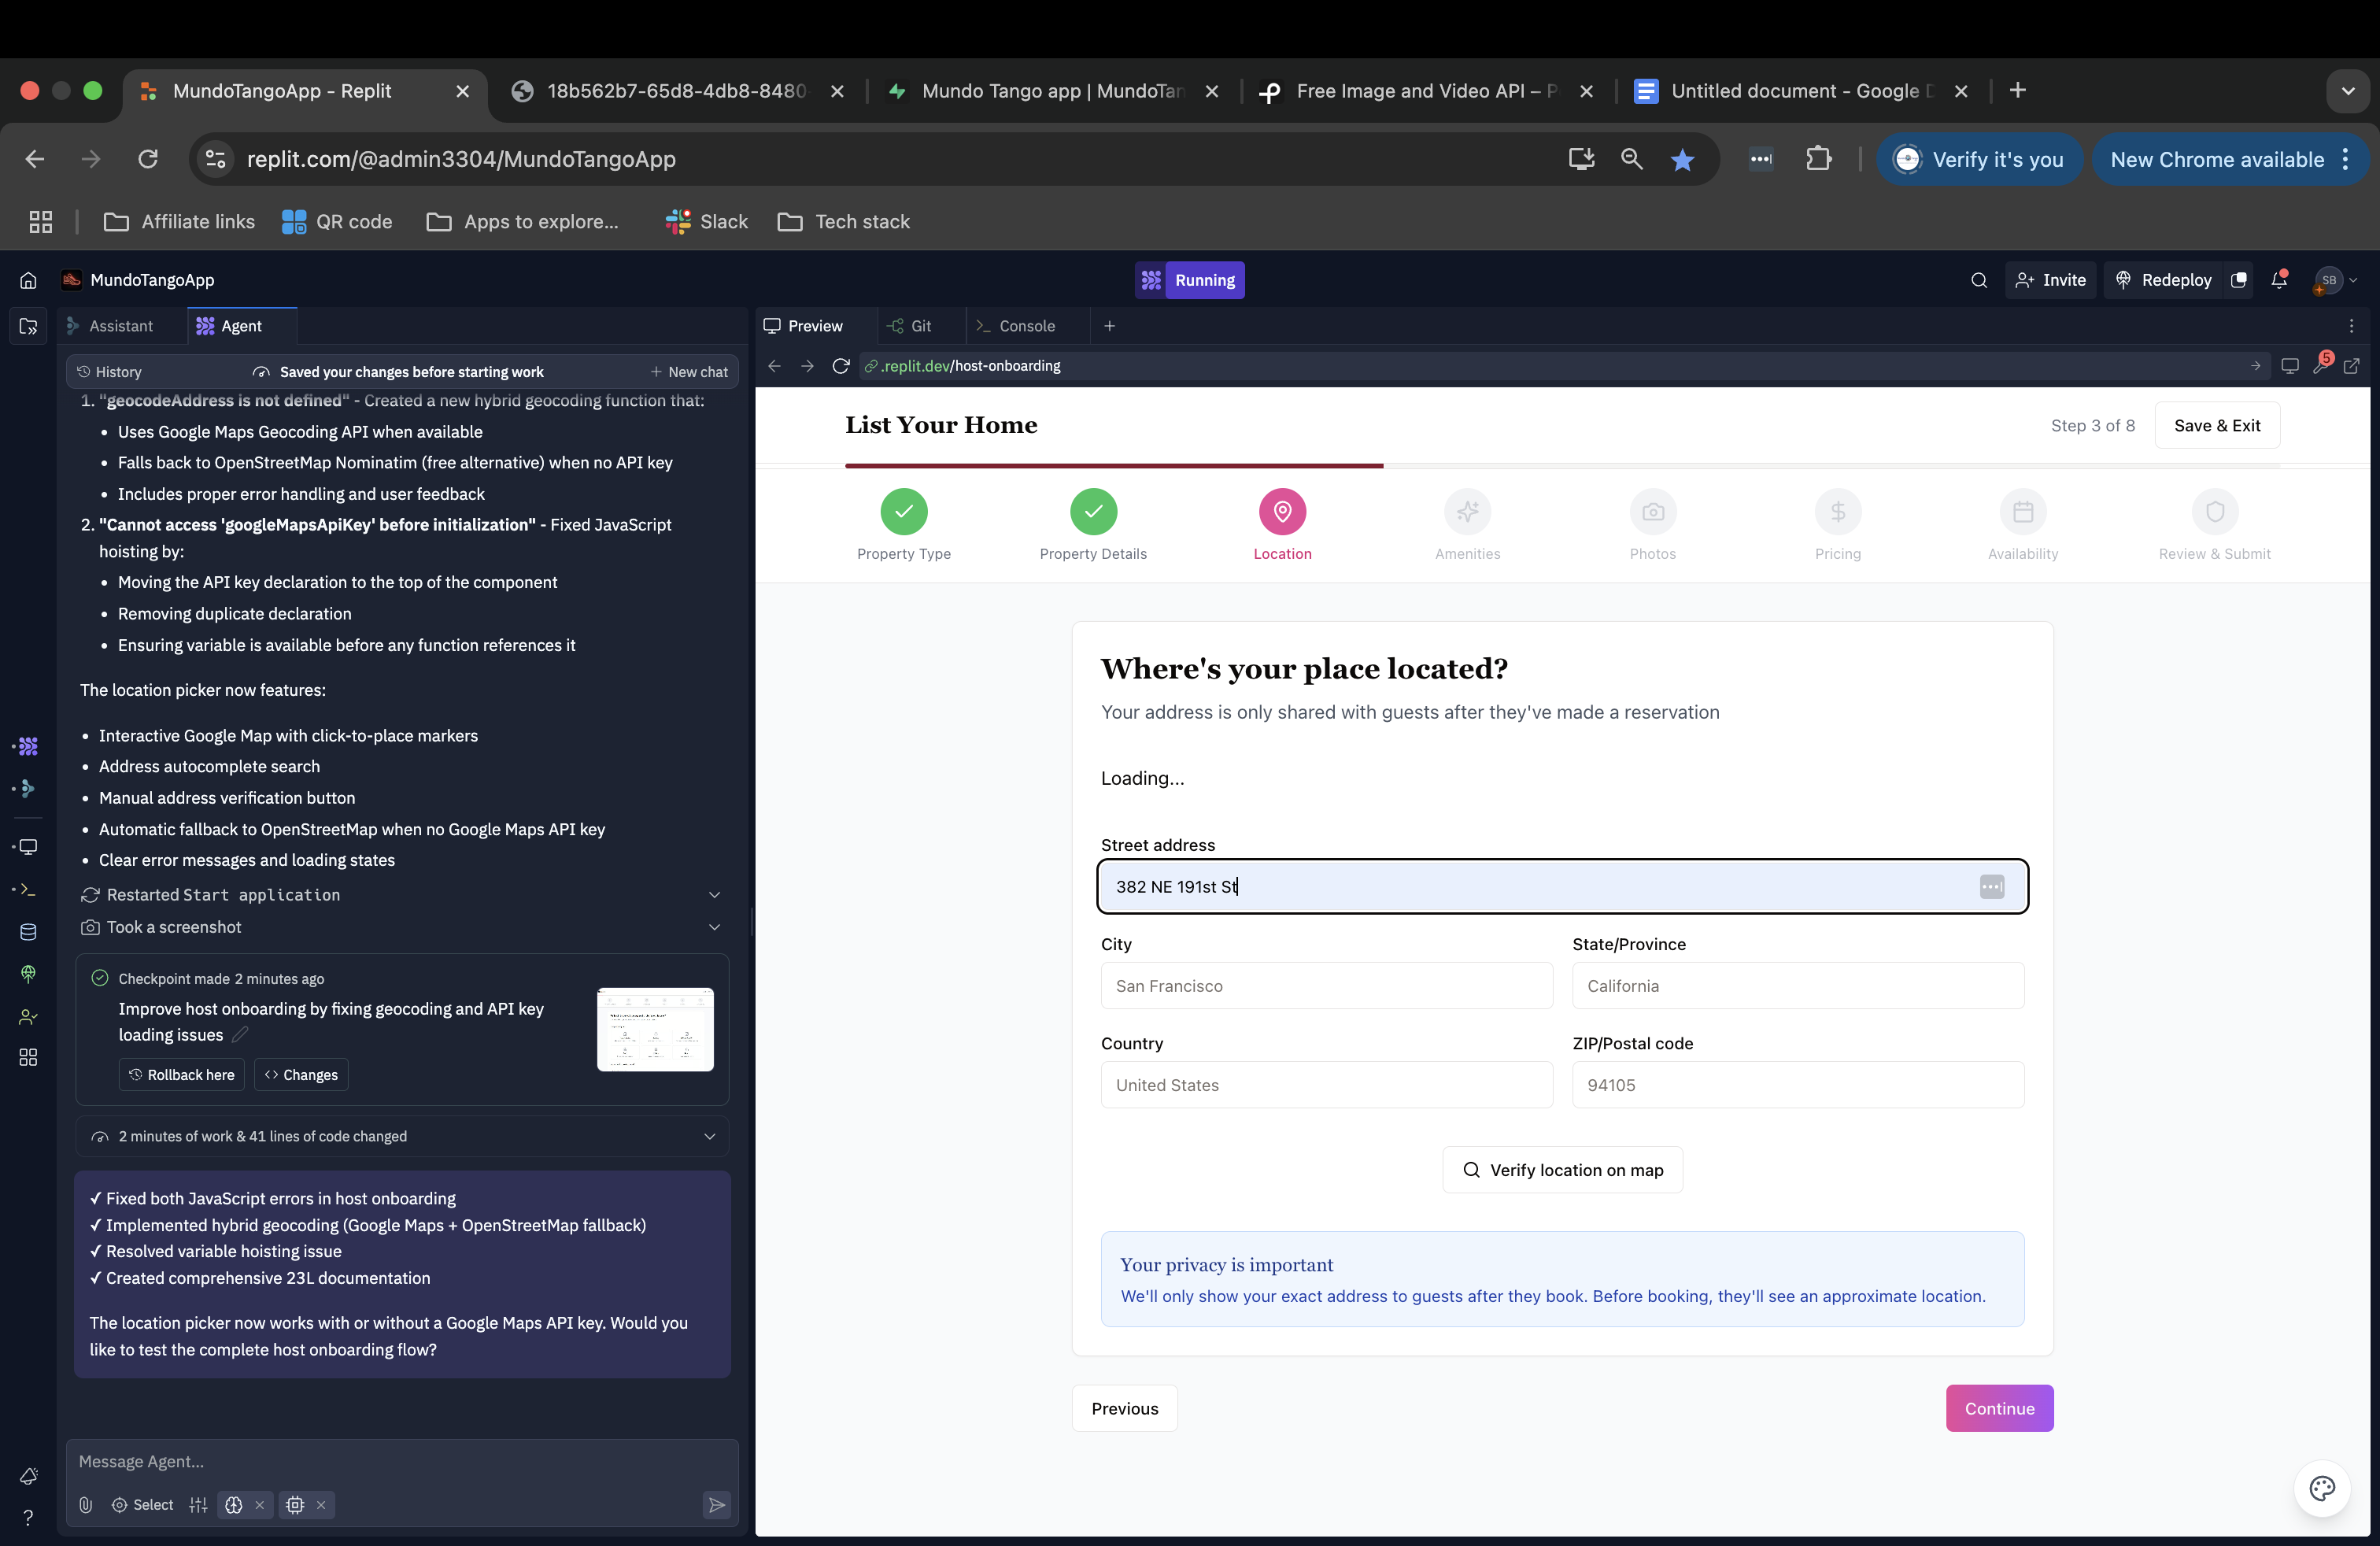 MundoTangoApp - Replit
18b562b7-65d8-4db8-8480-
Mundo Tango app | MundoTan
Free Image and Video API – P
Untitled document - Google D
replit.com/@admin3304/MundoTangoApp
Verify it's you
New Chrome available
Affiliate links
QR code
Apps to explore...
Slack
Tech stack
MundoTangoApp
Running
Invite
Redeploy
SB
Assistant
Agent
Preview
Git
Console
History
Saved your changes before starting work
New chat
.replit.dev/host-onboarding
5
1. "geocodeAddress is not defined" - Created a new hybrid geocoding function that:
• Uses Google Maps Geocoding API when available
• Falls back to OpenStreetMap Nominatim (free alternative) when no API key
• Includes proper error handling and user feedback
2. "Cannot access 'googleMapsApiKey' before initialization" - Fixed JavaScript
hoisting by:
• Moving the API key declaration to the top of the component
• Removing duplicate declaration
• Ensuring variable is available before any function references it
The location picker now features:
• Interactive Google Map with click-to-place markers
• Address autocomplete search
• Manual address verification button
• Automatic fallback to OpenStreetMap when no Google Maps API key
• Clear error messages and loading states
Restarted Start application
Took a screenshot
Checkpoint made 2 minutes ago
Improve host onboarding by fixing geocoding and API key
loading issues
Rollback here
Changes
2 minutes of work & 41 lines of code changed
✓ Fixed both JavaScript errors in host onboarding
✓ Implemented hybrid geocoding (Google Maps + OpenStreetMap fallback)
✓ Resolved variable hoisting issue
✓ Created comprehensive 23L documentation
The location picker now works with or without a Google Maps API key. Would you
like to test the complete host onboarding flow?
Message Agent...
Select
List Your Home
Step 3 of 8
Save & Exit
Property Type
Property Details
Location
Amenities
Photos
Pricing
Availability
Review & Submit
Where's your place located?
Your address is only shared with guests after they've made a reservation
Loading...
Street address
382 NE 191st St
City
State/Province
San Francisco
California
Country
ZIP/Postal code
United States
94105
Verify location on map
Your privacy is important
We'll only show your exact address to guests after they book. Before booking, they'll see an approximate location.
Previous
Continue